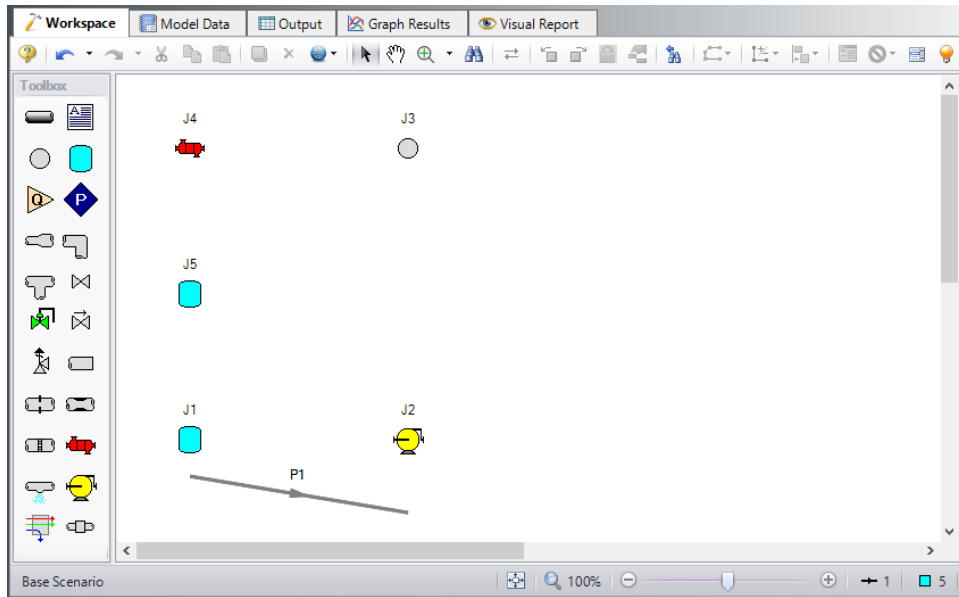 Workspace Model Data Output Graph Results Visual Report
Toolbox
A
Q P
J4 J3
J5
J1 J2
P1
Base Scenario 100% 1 5